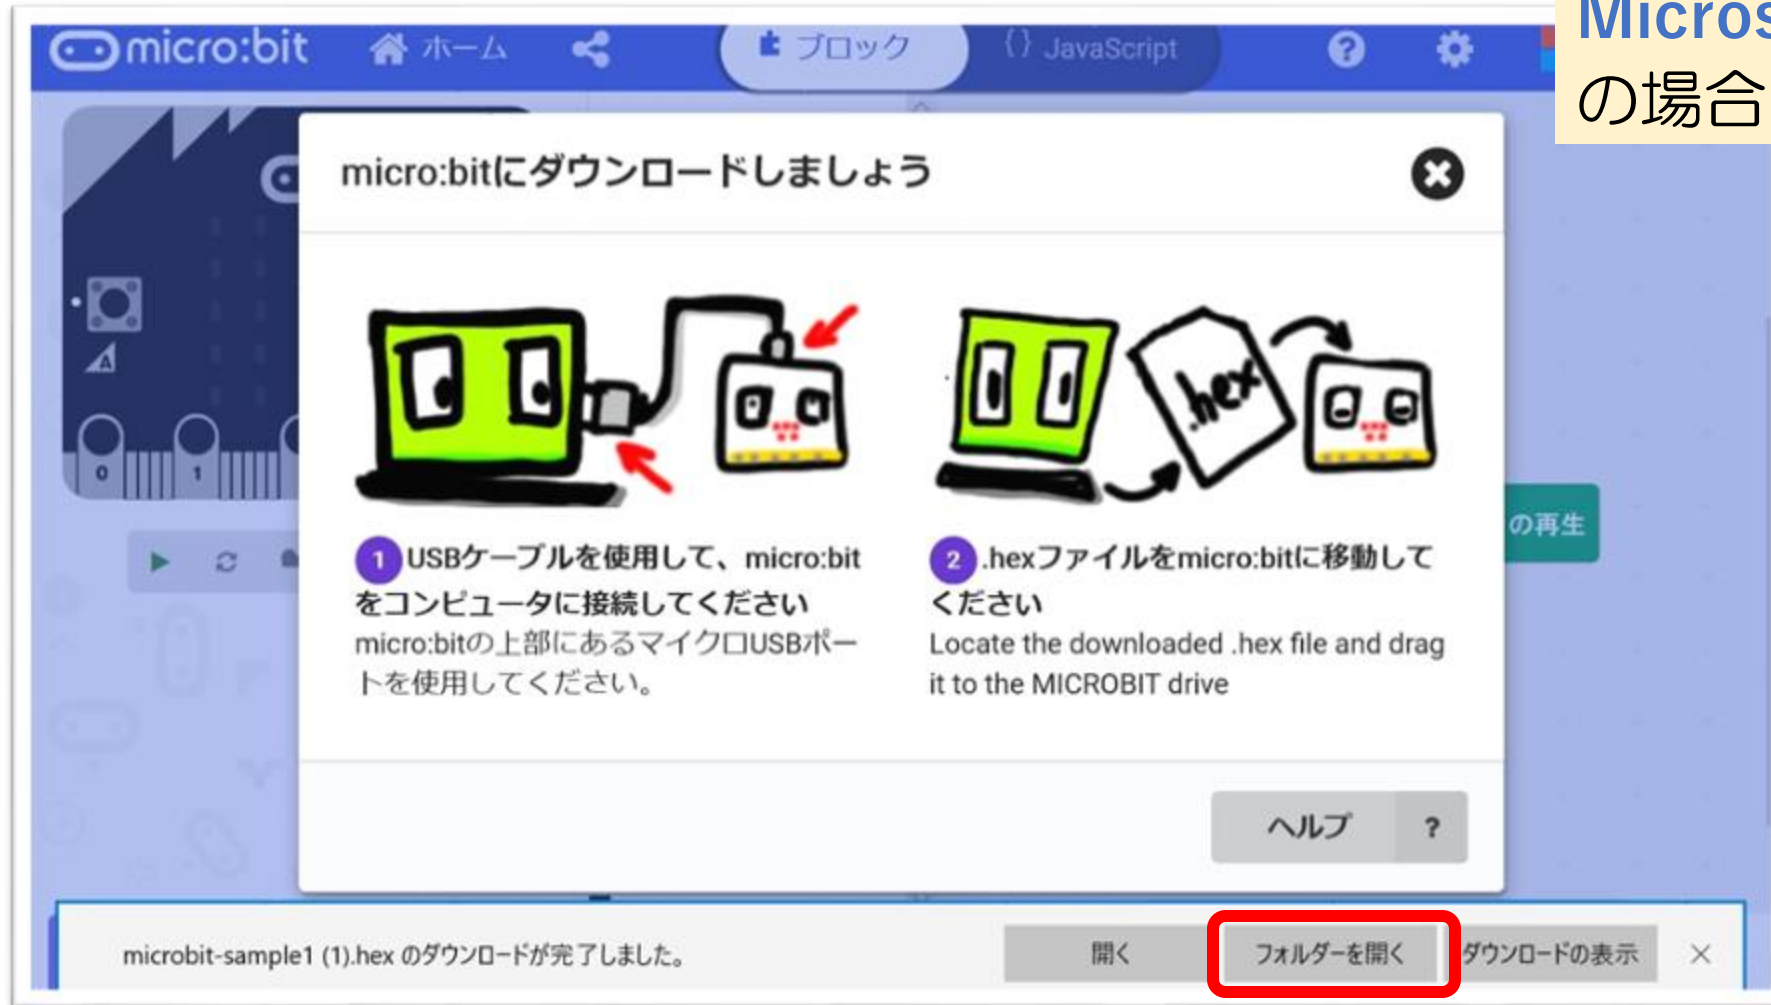 micro:bit ホーム ブロック {} JavaScript ?
の場合
micro:bitにダウンロードしましょう
A
.hex
0 1
の再生
1 USBケーブルを使用して、micro:bit
をコンピュータに接続してください
micro:bitの上部にあるマイクロUSBポー
トを使用してください。
2 .hexファイルをmicro:bitに移動して
ください
Locate the downloaded .hex file and drag
it to the MICROBIT drive
ヘルプ ?
microbit-sample1 (1).hex のダウンロードが完了しました。 開く フォルダーを開く ダウンロードの表示